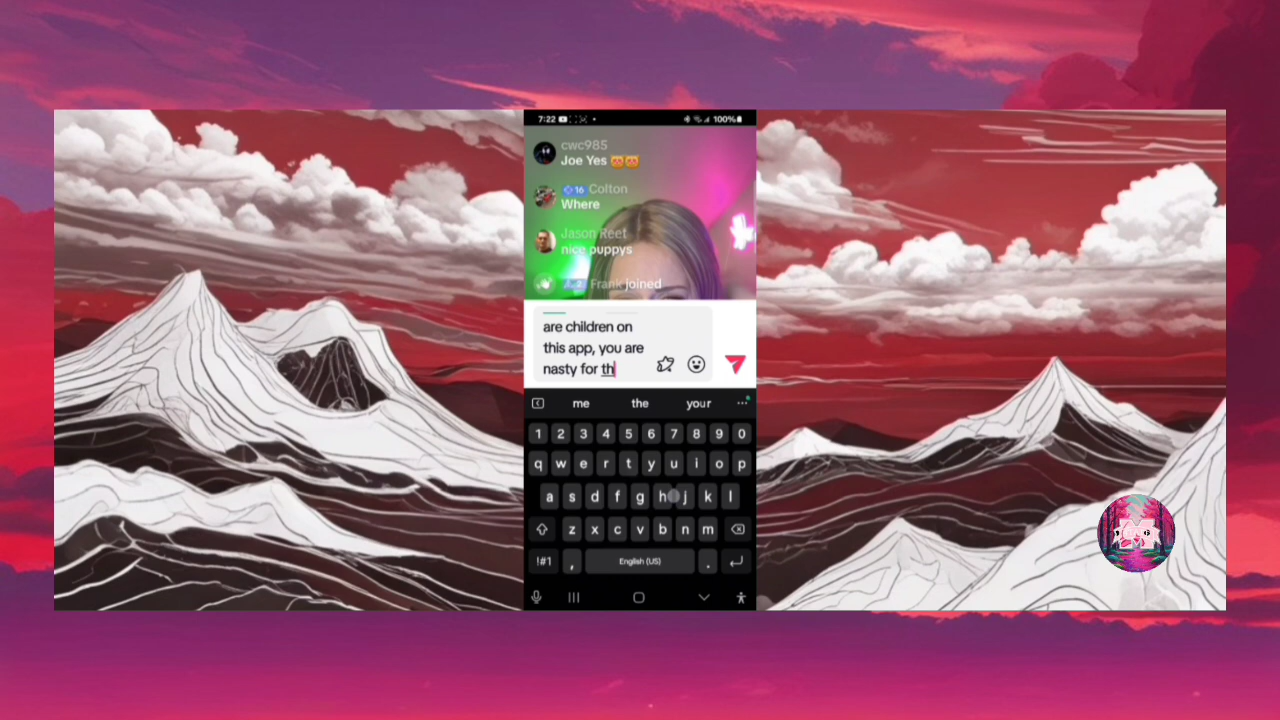 7:22
100%
cwc985
Joe Yes
16 Colton
Where
Jason Reet
nice puppys
2 Frank joined
are children on
this app, you are
nasty for th
me the your
1 2 3 4 5 6 7 8 9 0
q w e r t y u i o p
a s d f g h j k l
z x c v b n m
!#1 , English (US) .